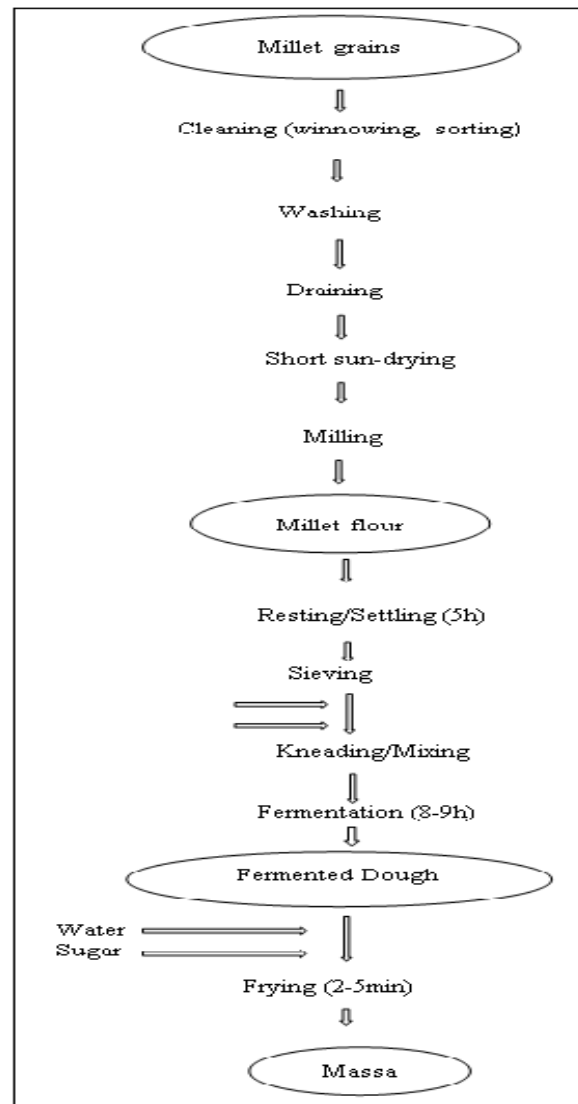 Millet grains
Cleaning (winnowing, sorting)
Washing
Draining
Short sun-drying
Milling
Millet flour
Resting/Settling (5h)
Sieving
Kneading/Mixing
Fermentation (8-9h)
Fermented Dough
Water
Sugar
Frying (2-5min)
Massa